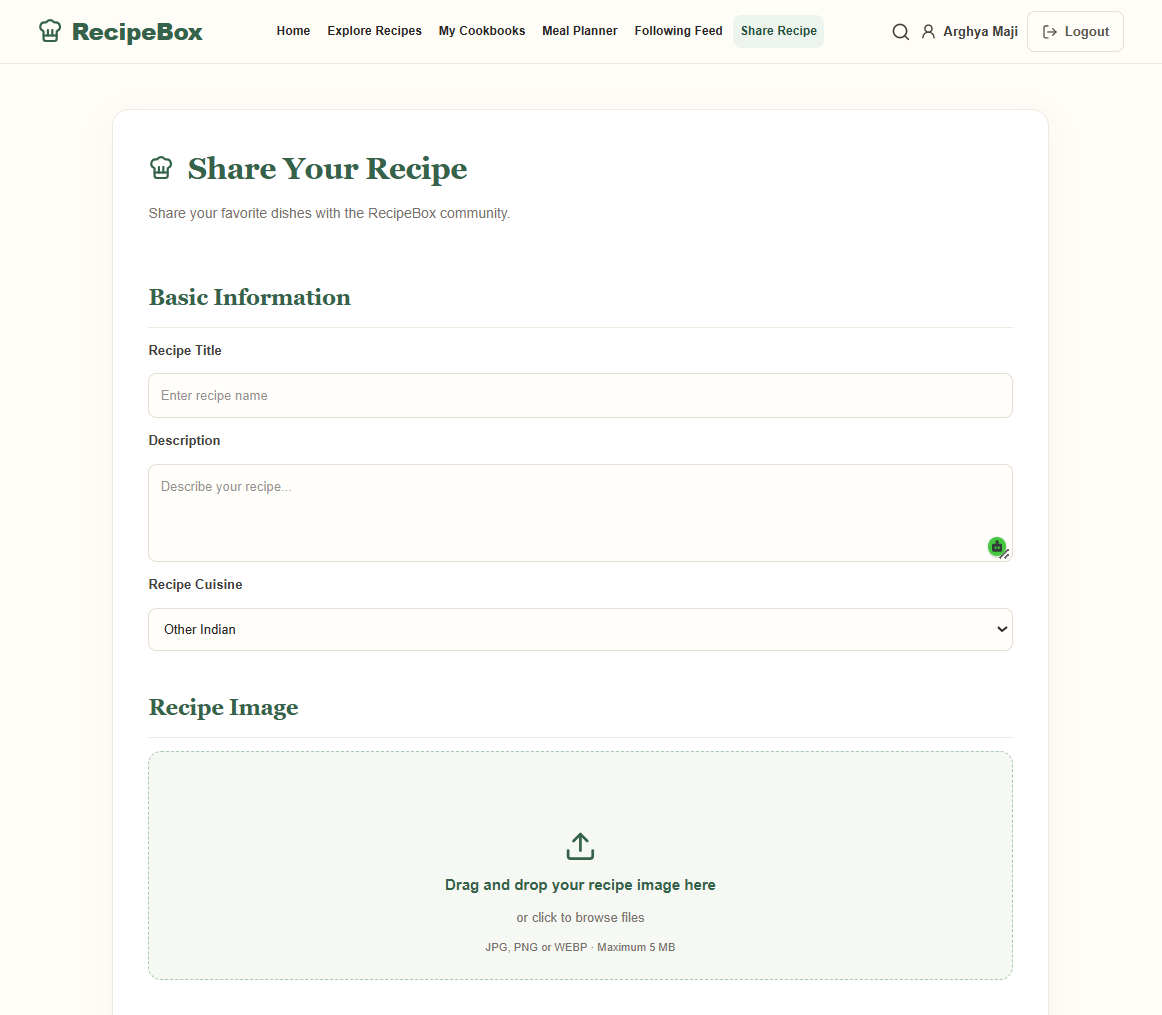 RecipeBox
Home Explore Recipes My Cookbooks Meal Planner Following Feed Share Recipe Arghya Maji Logout
Share Your Recipe
Share your favorite dishes with the RecipeBox community.
Basic Information
Recipe Title
Enter recipe name
Description
Describe your recipe...
Recipe Cuisine
Other Indian
Recipe Image
Drag and drop your recipe image here
or click to browse files
JPG, PNG or WEBP · Maximum 5 MB